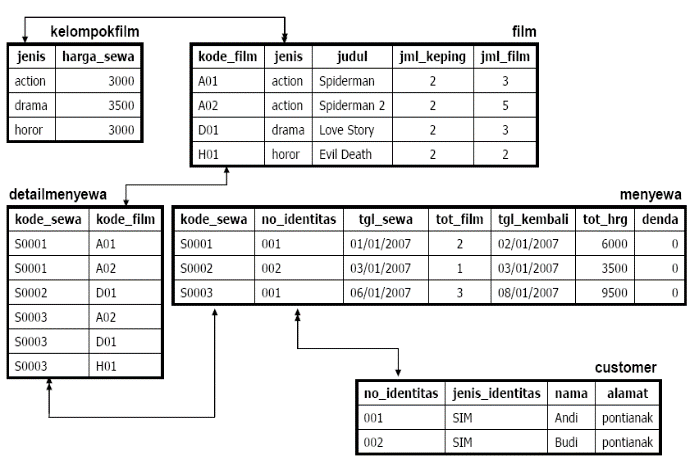 kelompokfilm
jenis harga_sewa
action 3000
drama 3500
horor 3000
film
kode_film jenis judul jml_keping jml_film
A01 action Spiderman 2 3
A02 action Spiderman 2 2 5
D01 drama Love Story 2 3
H01 horor Evil Death 2 2
detailmenyewa
kode_sewa kode_film
S0001 A01
S0001 A02
S0002 D01
S0003 A02
S0003 D01
S0003 H01
menyewa
kode_sewa no_identitas tgl_sewa tot_film tgl_kembali tot_hrg denda
S0001 001 01/01/2007 2 02/01/2007 6000 0
S0002 002 03/01/2007 1 03/01/2007 3500 0
S0003 001 06/01/2007 3 08/01/2007 9500 0
customer
no_identitas jenis_identitas nama alamat
001 SIM Andi pontianak
002 SIM Budi pontianak